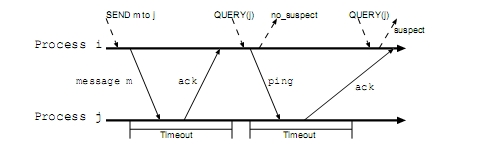 SEND m to j QUERY(j) no_suspect QUERY(j)
suspect
Process i
message m ack ping ack
Process j
Timeout Timeout